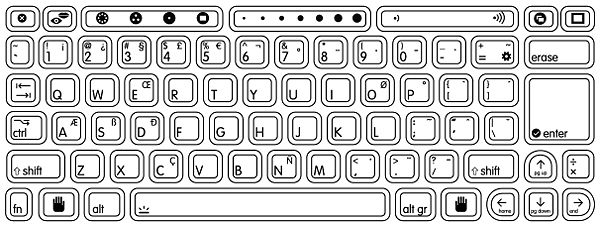 ~ ` ! 1 ¡ @ 2 ¿ # 3 § $ 4 £ % 5 € ^ 6 ¬ & 7 ° * 8 ( 9 ) 0 _ - + = ~ erase
Q W E Œ R T Y U I O Ø P { [ } ]
ctrl A Æ S ß D Ð F G H J K L : ; " ' | \ enter
⇧ shift Z X C Ç V B N Ñ M < , > . ? / ⇧ shift pg up ÷ ×
fn alt alt gr home pg down end